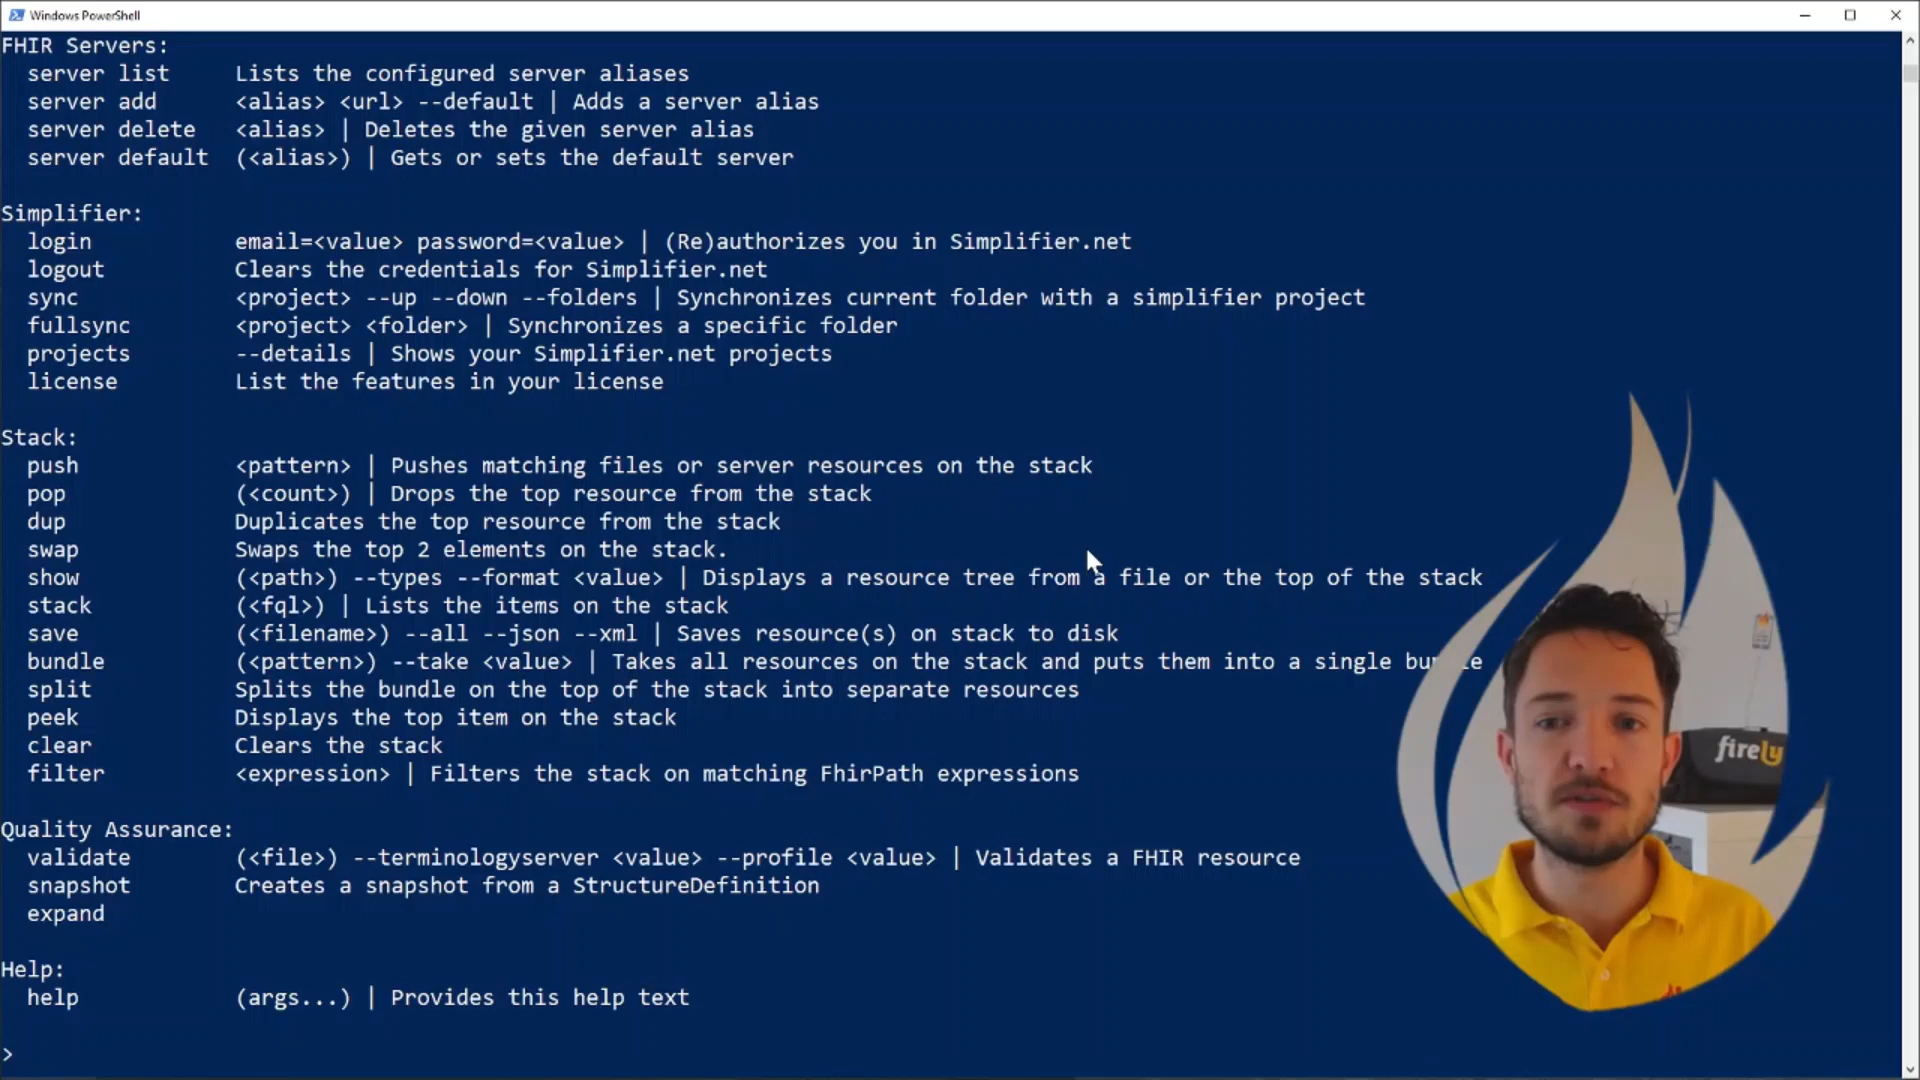 Windows PowerShell
FHIR Servers:
server list Lists the configured server aliases
server add <alias> <url> --default | Adds a server alias
server delete <alias> | Deletes the given server alias
server default (<alias>) | Gets or sets the default server
Simplifier:
login email=<value> password=<value> | (Re)authorizes you in Simplifier.net
logout Clears the credentials for Simplifier.net
sync <project> --up --down --folders | Synchronizes current folder with a simplifier project
fullsync <project> <folder> | Synchronizes a specific folder
projects --details | Shows your Simplifier.net projects
license List the features in your license
Stack:
push <pattern> | Pushes matching files or server resources on the stack
pop (<count>) | Drops the top resource from the stack
dup Duplicates the top resource from the stack
swap Swaps the top 2 elements on the stack.
show (<path>) --types --format <value> | Displays a resource tree from a file or the top of the stack
stack (<fql>) | Lists the items on the stack
save (<filename>) --all --json --xml | Saves resource(s) on stack to disk
bundle (<pattern>) --take <value> | Takes all resources on the stack and puts them into a single
split Splits the bundle on the top of the stack into separate resources
peek Displays the top item on the stack
clear Clears the stack
filter <expression> | Filters the stack on matching FhirPath expressions
firely
Quality Assurance:
validate (<file>) --terminologyserver <value> --profile <value> | Validates a FHIR resource
snapshot Creates a snapshot from a StructureDefinition
expand
Help:
help (args...) | Provides this help text
>